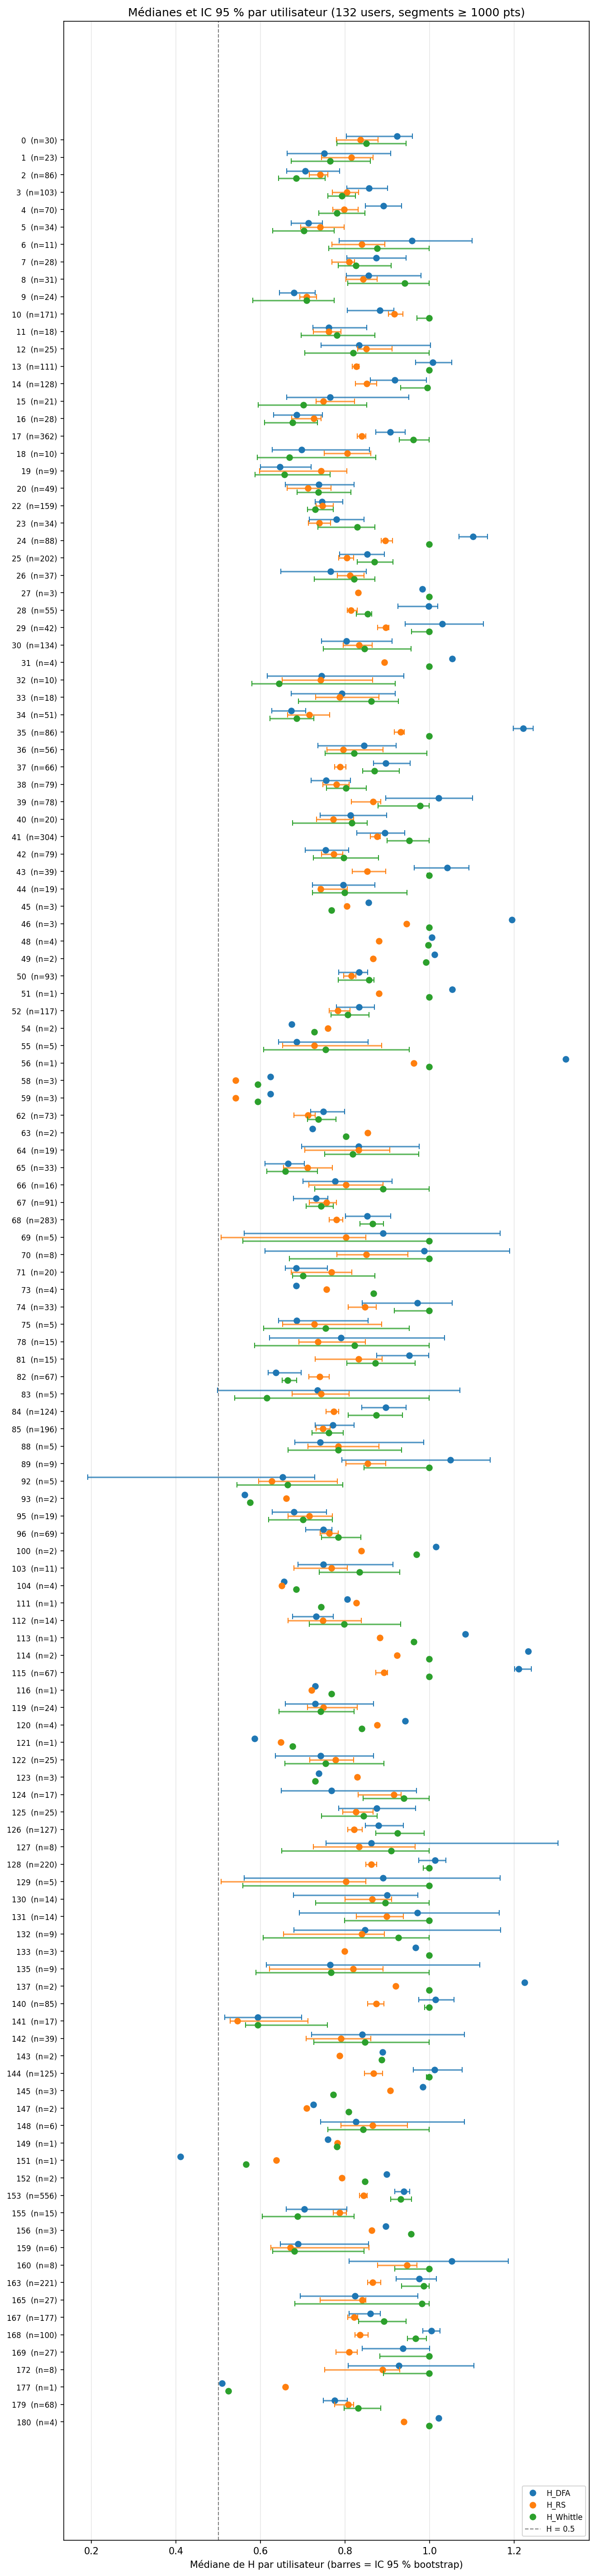 Médianes et IC 95 % par utilisateur (132 users, segments ≥ 1000 pts)
0 (n=30)
1 (n=23)
2 (n=86)
3 (n=103)
4 (n=70)
5 (n=34)
6 (n=11)
7 (n=28)
8 (n=31)
9 (n=24)
10 (n=171)
11 (n=18)
12 (n=25)
13 (n=111)
14 (n=128)
15 (n=21)
16 (n=28)
17 (n=362)
18 (n=10)
19 (n=9)
20 (n=49)
22 (n=159)
23 (n=34)
24 (n=88)
25 (n=202)
26 (n=37)
27 (n=3)
28 (n=55)
29 (n=42)
30 (n=134)
31 (n=4)
32 (n=10)
33 (n=18)
34 (n=51)
35 (n=86)
36 (n=56)
37 (n=66)
38 (n=79)
39 (n=78)
40 (n=20)
41 (n=304)
42 (n=79)
43 (n=39)
44 (n=19)
45 (n=3)
46 (n=3)
48 (n=4)
49 (n=2)
50 (n=93)
51 (n=1)
52 (n=117)
54 (n=2)
55 (n=5)
56 (n=1)
58 (n=3)
59 (n=3)
62 (n=73)
63 (n=2)
64 (n=19)
65 (n=33)
66 (n=16)
67 (n=91)
68 (n=283)
69 (n=5)
70 (n=8)
71 (n=20)
73 (n=4)
74 (n=33)
75 (n=5)
78 (n=15)
81 (n=15)
82 (n=67)
83 (n=5)
84 (n=124)
85 (n=196)
88 (n=5)
89 (n=9)
92 (n=5)
93 (n=2)
95 (n=19)
96 (n=69)
100 (n=2)
103 (n=11)
104 (n=4)
111 (n=1)
112 (n=14)
113 (n=1)
114 (n=2)
115 (n=67)
116 (n=1)
119 (n=24)
120 (n=4)
121 (n=1)
122 (n=25)
123 (n=3)
124 (n=17)
125 (n=25)
126 (n=127)
127 (n=8)
128 (n=220)
129 (n=5)
130 (n=14)
131 (n=14)
132 (n=9)
133 (n=3)
135 (n=9)
137 (n=2)
140 (n=85)
141 (n=17)
142 (n=39)
143 (n=2)
144 (n=125)
145 (n=3)
147 (n=2)
148 (n=6)
149 (n=1)
151 (n=1)
152 (n=2)
153 (n=556)
155 (n=15)
156 (n=3)
159 (n=6)
160 (n=8)
163 (n=221)
165 (n=27)
167 (n=177)
168 (n=100)
169 (n=27)
172 (n=8)
177 (n=1)
179 (n=68)
180 (n=4)
H_DFA
H_RS
H_Whittle
H = 0.5
0.2 0.4 0.6 0.8 1.0 1.2
Médiane de H par utilisateur (barres = IC 95 % bootstrap)